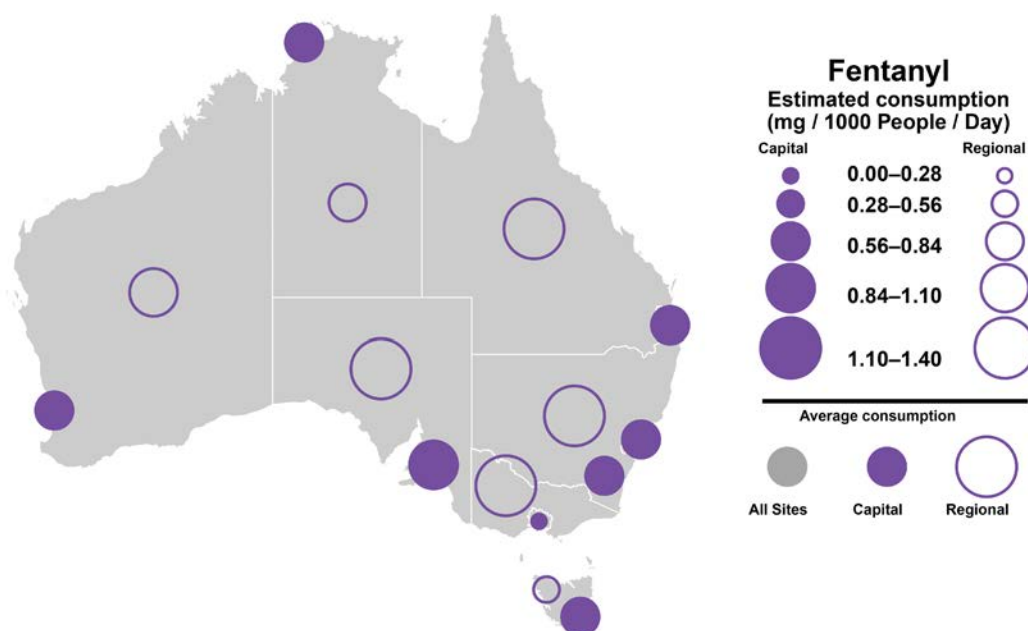 Fentanyl
Estimated consumption
(mg / 1000 People / Day)
Capital Regional
0.00–0.28
0.28–0.56
0.56–0.84
0.84–1.10
1.10–1.40
Average consumption
All Sites Capital Regional